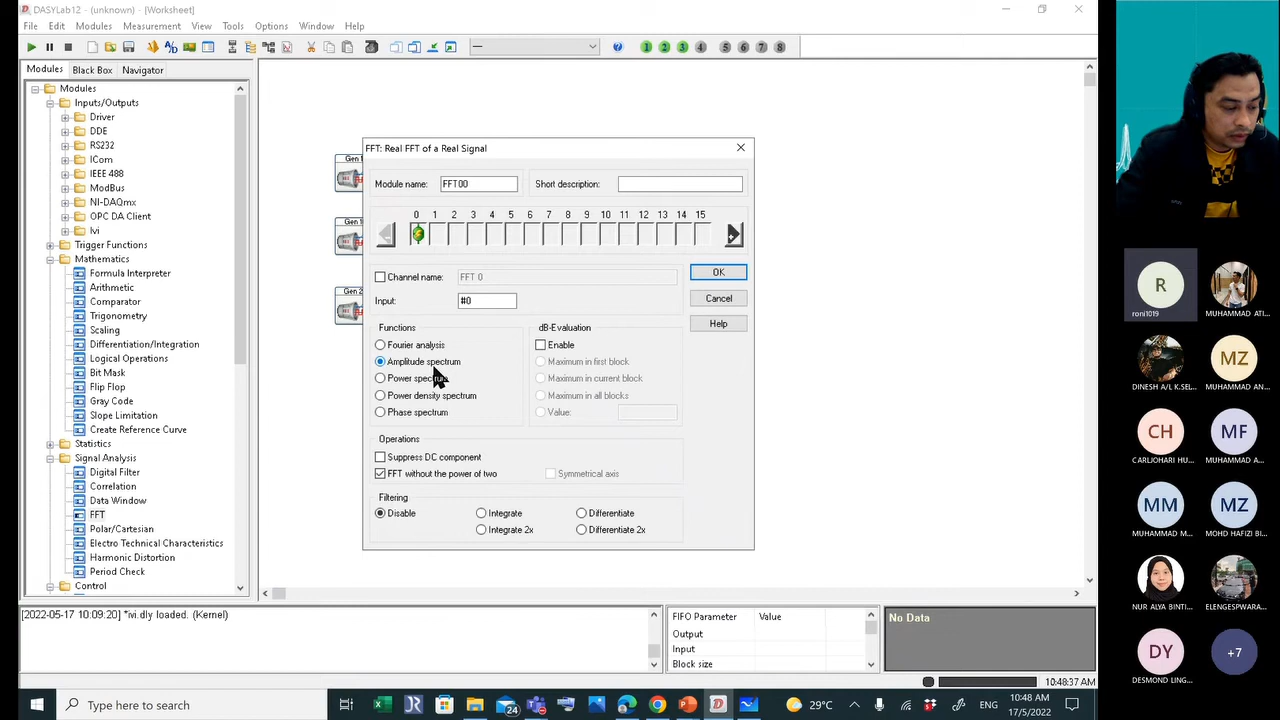 DASYLab12 - (unknown) - [Worksheet]
File Edit Modules Measurement View Tools Options Window Help
1 2 3 4 5 6 7 8
Modules Black Box Navigator
Modules
Inputs/Outputs
Driver
DDE
RS232
ICom
IEEE 488
ModBus
NI-DAQmx
OPC DA Client
Ivi
Trigger Functions
Mathematics
Formula Interpreter
Arithmetic
Comparator
Trigonometry
Scaling
Differentiation/Integration
Logical Operations
Bit Mask
Flip Flop
Gray Code
Slope Limitation
Create Reference Curve
Statistics
Signal Analysis
Digital Filter
Correlation
Data Window
FFT
Polar/Cartesian
Electro Technical Characteristics
Harmonic Distortion
Period Check
Control
FFT: Real FFT of a Real Signal
Module name: FFT00 Short description:
0 1 2 3 4 5 6 7 8 9 10 11 12 13 14 15
Channel name: FFT 0
Input: #0
OK
Cancel
Help
Functions
Fourier analysis
Amplitude spectrum
Power spectrum
Power density spectrum
Phase spectrum
dB-Evaluation
Enable
Maximum in first block
Maximum in current block
Maximum in all blocks
Value:
Operations
Suppress DC component
FFT without the power of two Symmetrical axis
Filtering
Disable Integrate Differentiate
Integrate 2x Differentiate 2x
[2022-05-17 10:09:20] *ivi.dly loaded. (Kernel)
FIFO Parameter Value
Output
Input
Block size
No Data
10:48:37 AM
Type here to search
24
29°C
ENG
10:48 AM
17/5/2022
R
roni1019
MUHAMMAD ATI...
DINESH A/L K.SEL...
MZ
MUHAMMAD AN...
CH
CARLJOHARI HU...
MF
MUHAMMAD A...
MM
MUHAMMAD M...
MZ
MOHD HAFIZI BI...
NUR ALYA BINTI...
ELENGESPWARA...
DY
DESMOND LING...
+7